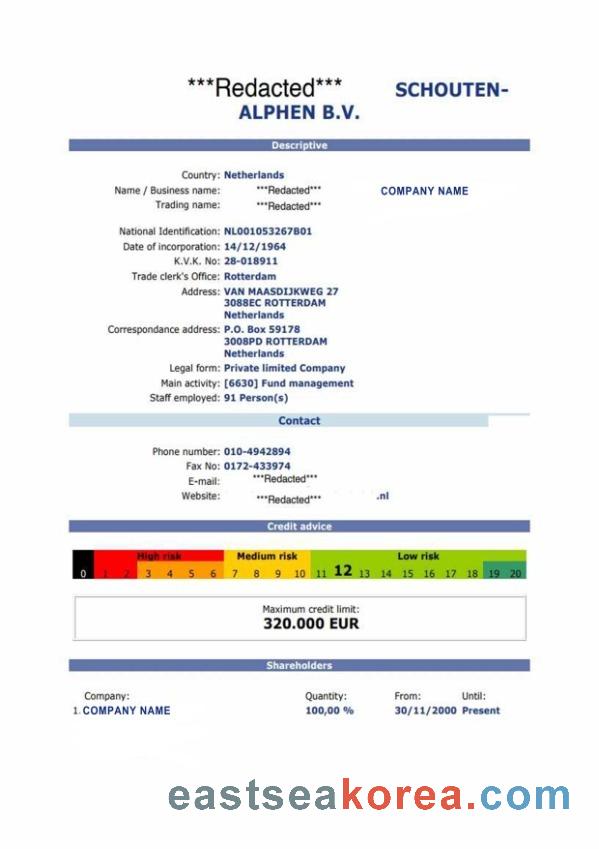 ***Redacted*** SCHOUTEN-
ALPHEN B.V.
Descriptive
Country: Netherlands
Name / Business name: ***Redacted*** COMPANY NAME
Trading name: ***Redacted***
National Identification: NL001053267B01
Date of incorporation: 14/12/1964
K.V.K. No: 28-018911
Trade clerk's Office: Rotterdam
Address: VAN MAASDIJKWEG 27
3088EC ROTTERDAM
Netherlands
Correspondance address: P.O. Box 59178
3008PD ROTTERDAM
Netherlands
Legal form: Private limited Company
Main activity: [6630] Fund management
Staff employed: 91 Person(s)
Contact
Phone number: 010-4942894
Fax No: 0172-433974
E-mail: ***Redacted***
Website: ***Redacted*** .nl
Credit advice
High risk Medium risk Low risk
0 1 2 3 4 5 6 7 8 9 10 11 12 13 14 15 16 17 18 19 20
Maximum credit limit:
320.000 EUR
Shareholders
Company: Quantity: From: Until:
1. COMPANY NAME 100,00 % 30/11/2000 Present
eastseakorea.com